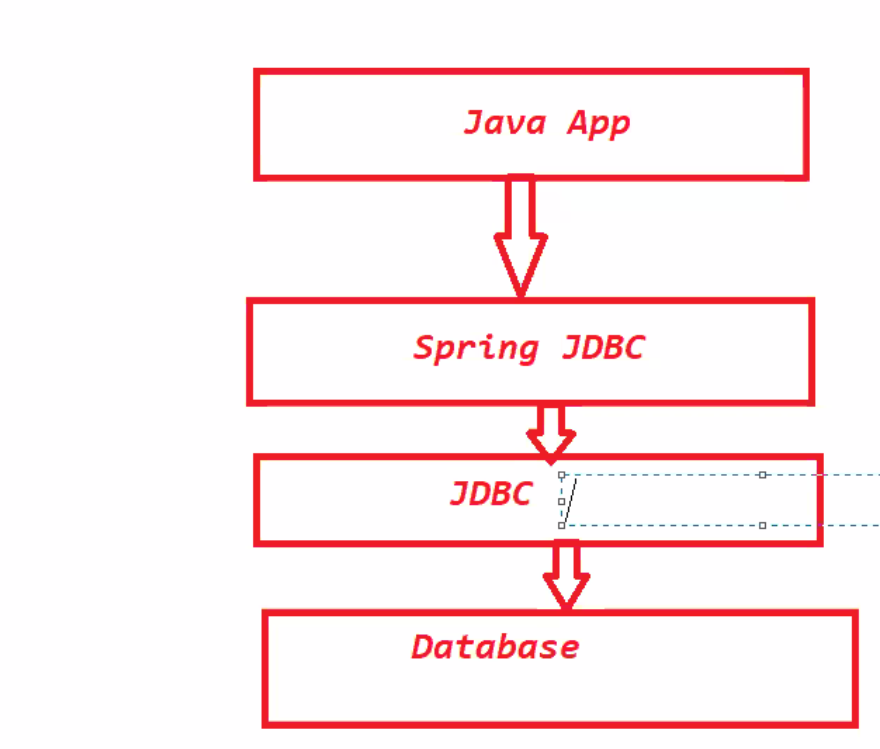 Java App
Spring JDBC
JDBC
Database